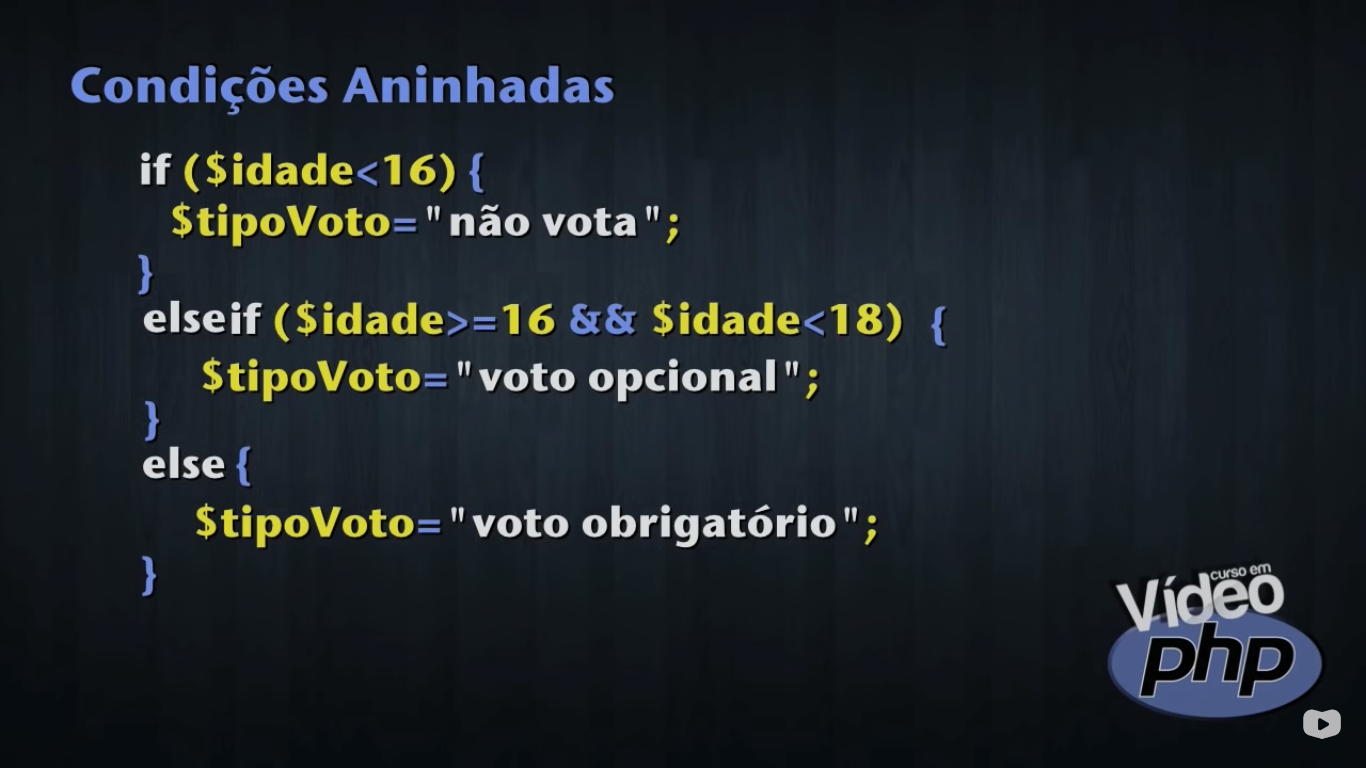 Condições Aninhadas
if ($idade<16) {
$tipoVoto="não vota";
}
elseif ($idade>=16 && $idade<18) {
$tipoVoto="voto opcional";
}
else {
$tipoVoto="voto obrigatório";
}
curso em
Vídeo
php